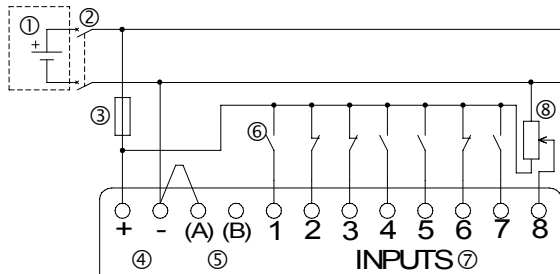 ① ②
+
③
⑥ ⑧
+ - (A) (B) 1 2 3 4 5 6 7 8
④ ⑤ INPUTS ⑦